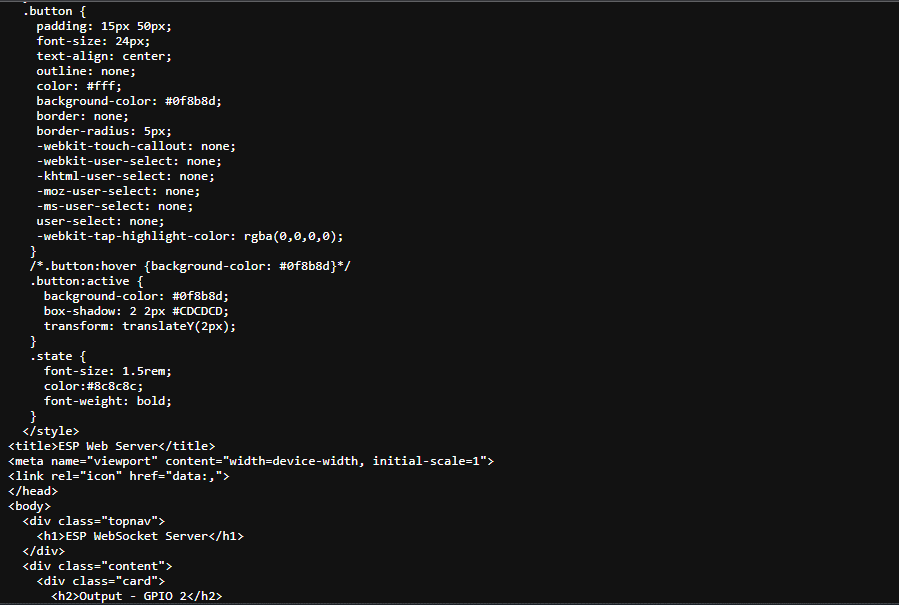 .button {
padding: 15px 50px;
font-size: 24px;
text-align: center;
outline: none;
color: #fff;
background-color: #0f8b8d;
border: none;
border-radius: 5px;
-webkit-touch-callout: none;
-webkit-user-select: none;
-khtml-user-select: none;
-moz-user-select: none;
-ms-user-select: none;
user-select: none;
-webkit-tap-highlight-color: rgba(0,0,0,0);
}
/*.button:hover {background-color: #0f8b8d}*/
.button:active {
background-color: #0f8b8d;
box-shadow: 2 2px #CDCDCD;
transform: translateY(2px);
}
.state {
font-size: 1.5rem;
color:#8c8c8c;
font-weight: bold;
}
</style>
<title>ESP Web Server</title>
<meta name="viewport" content="width=device-width, initial-scale=1">
<link rel="icon" href="data:,">
</head>
<body>
<div class="topnav">
<h1>ESP WebSocket Server</h1>
</div>
<div class="content">
<div class="card">
<h2>Output - GPIO 2</h2>